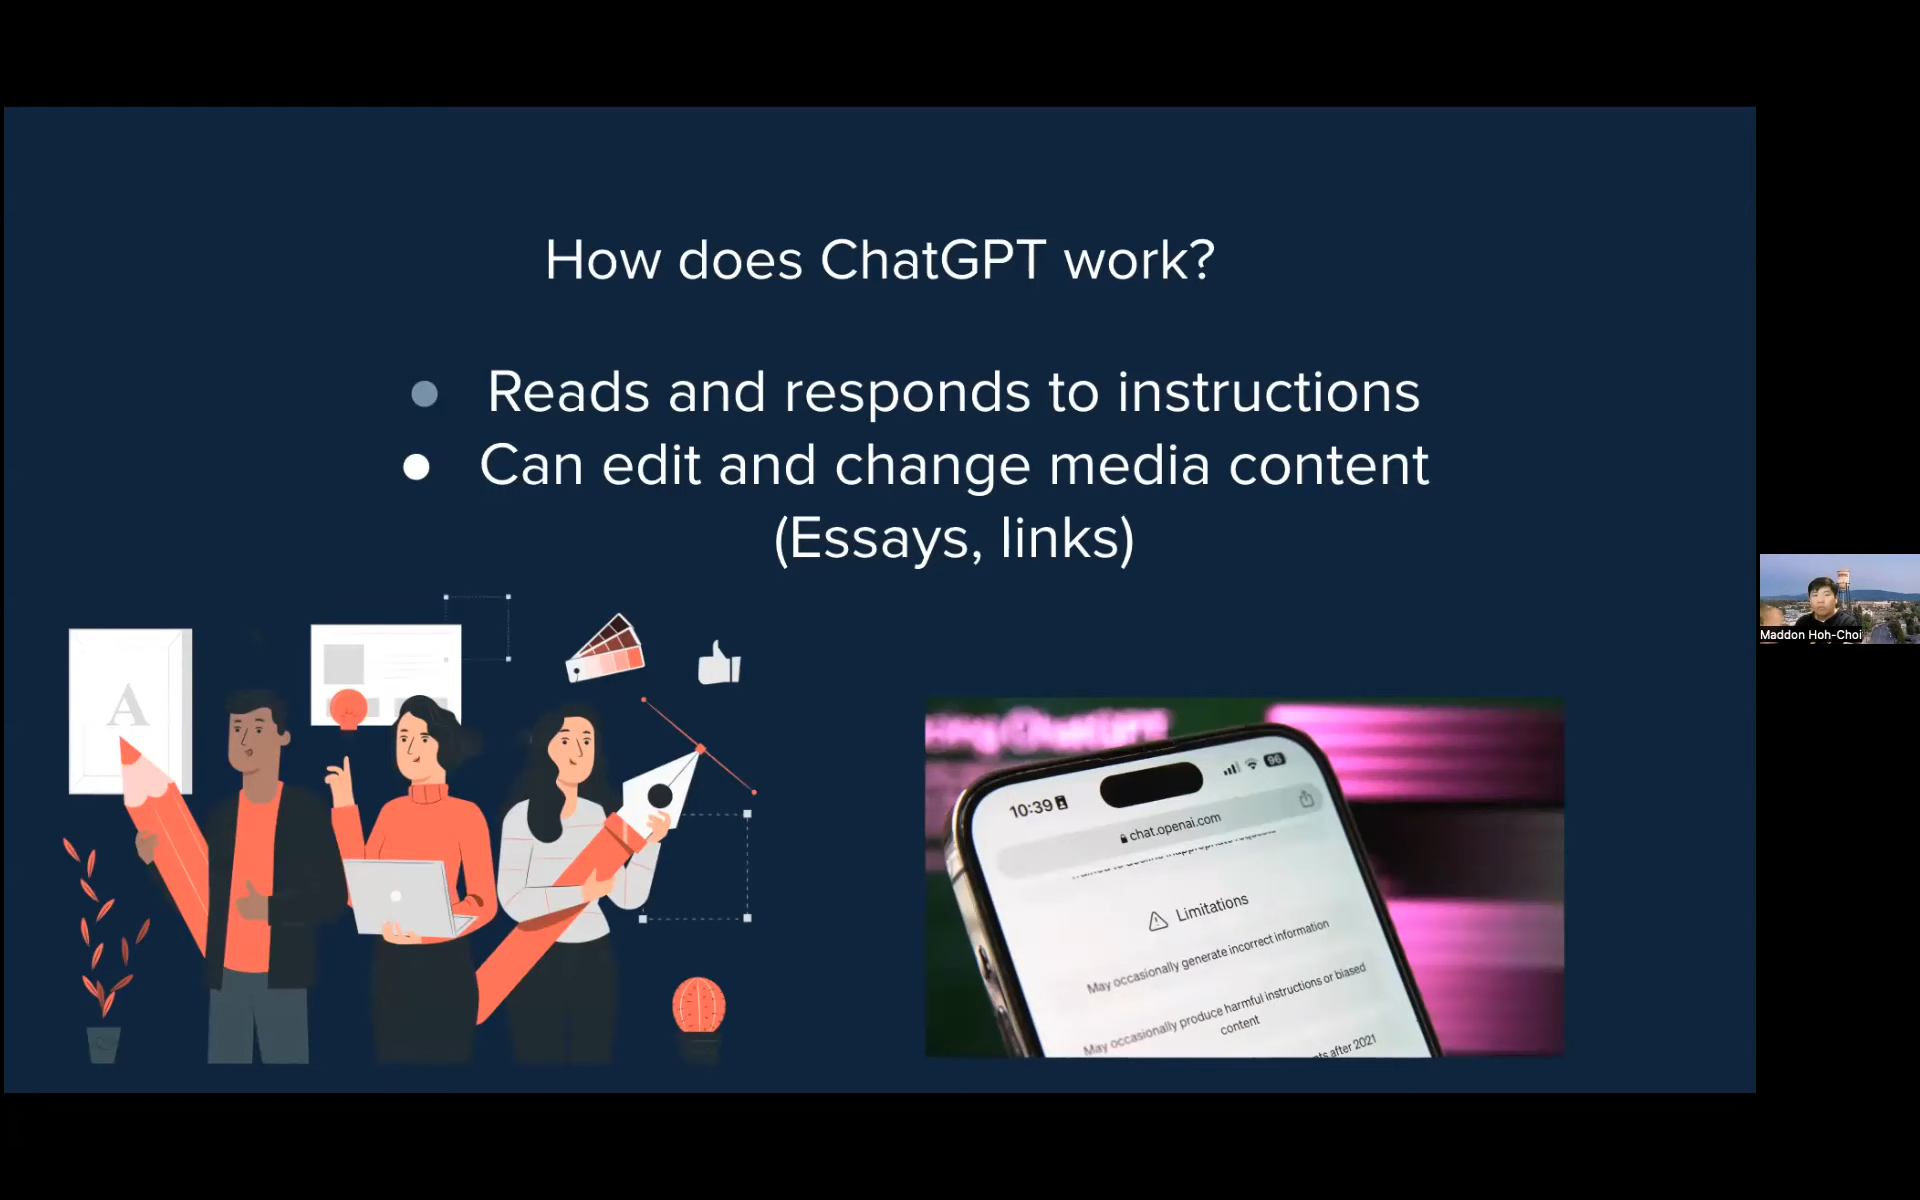 How does ChatGPT work?
● Reads and responds to instructions
● Can edit and change media content
(Essays, links)
A
10:39
96
chat.openai.com
Limitations
May occasionally generate incorrect information
May occasionally produce harmful instructions or biased
content
after 2021
Maddon Hoh-Choi